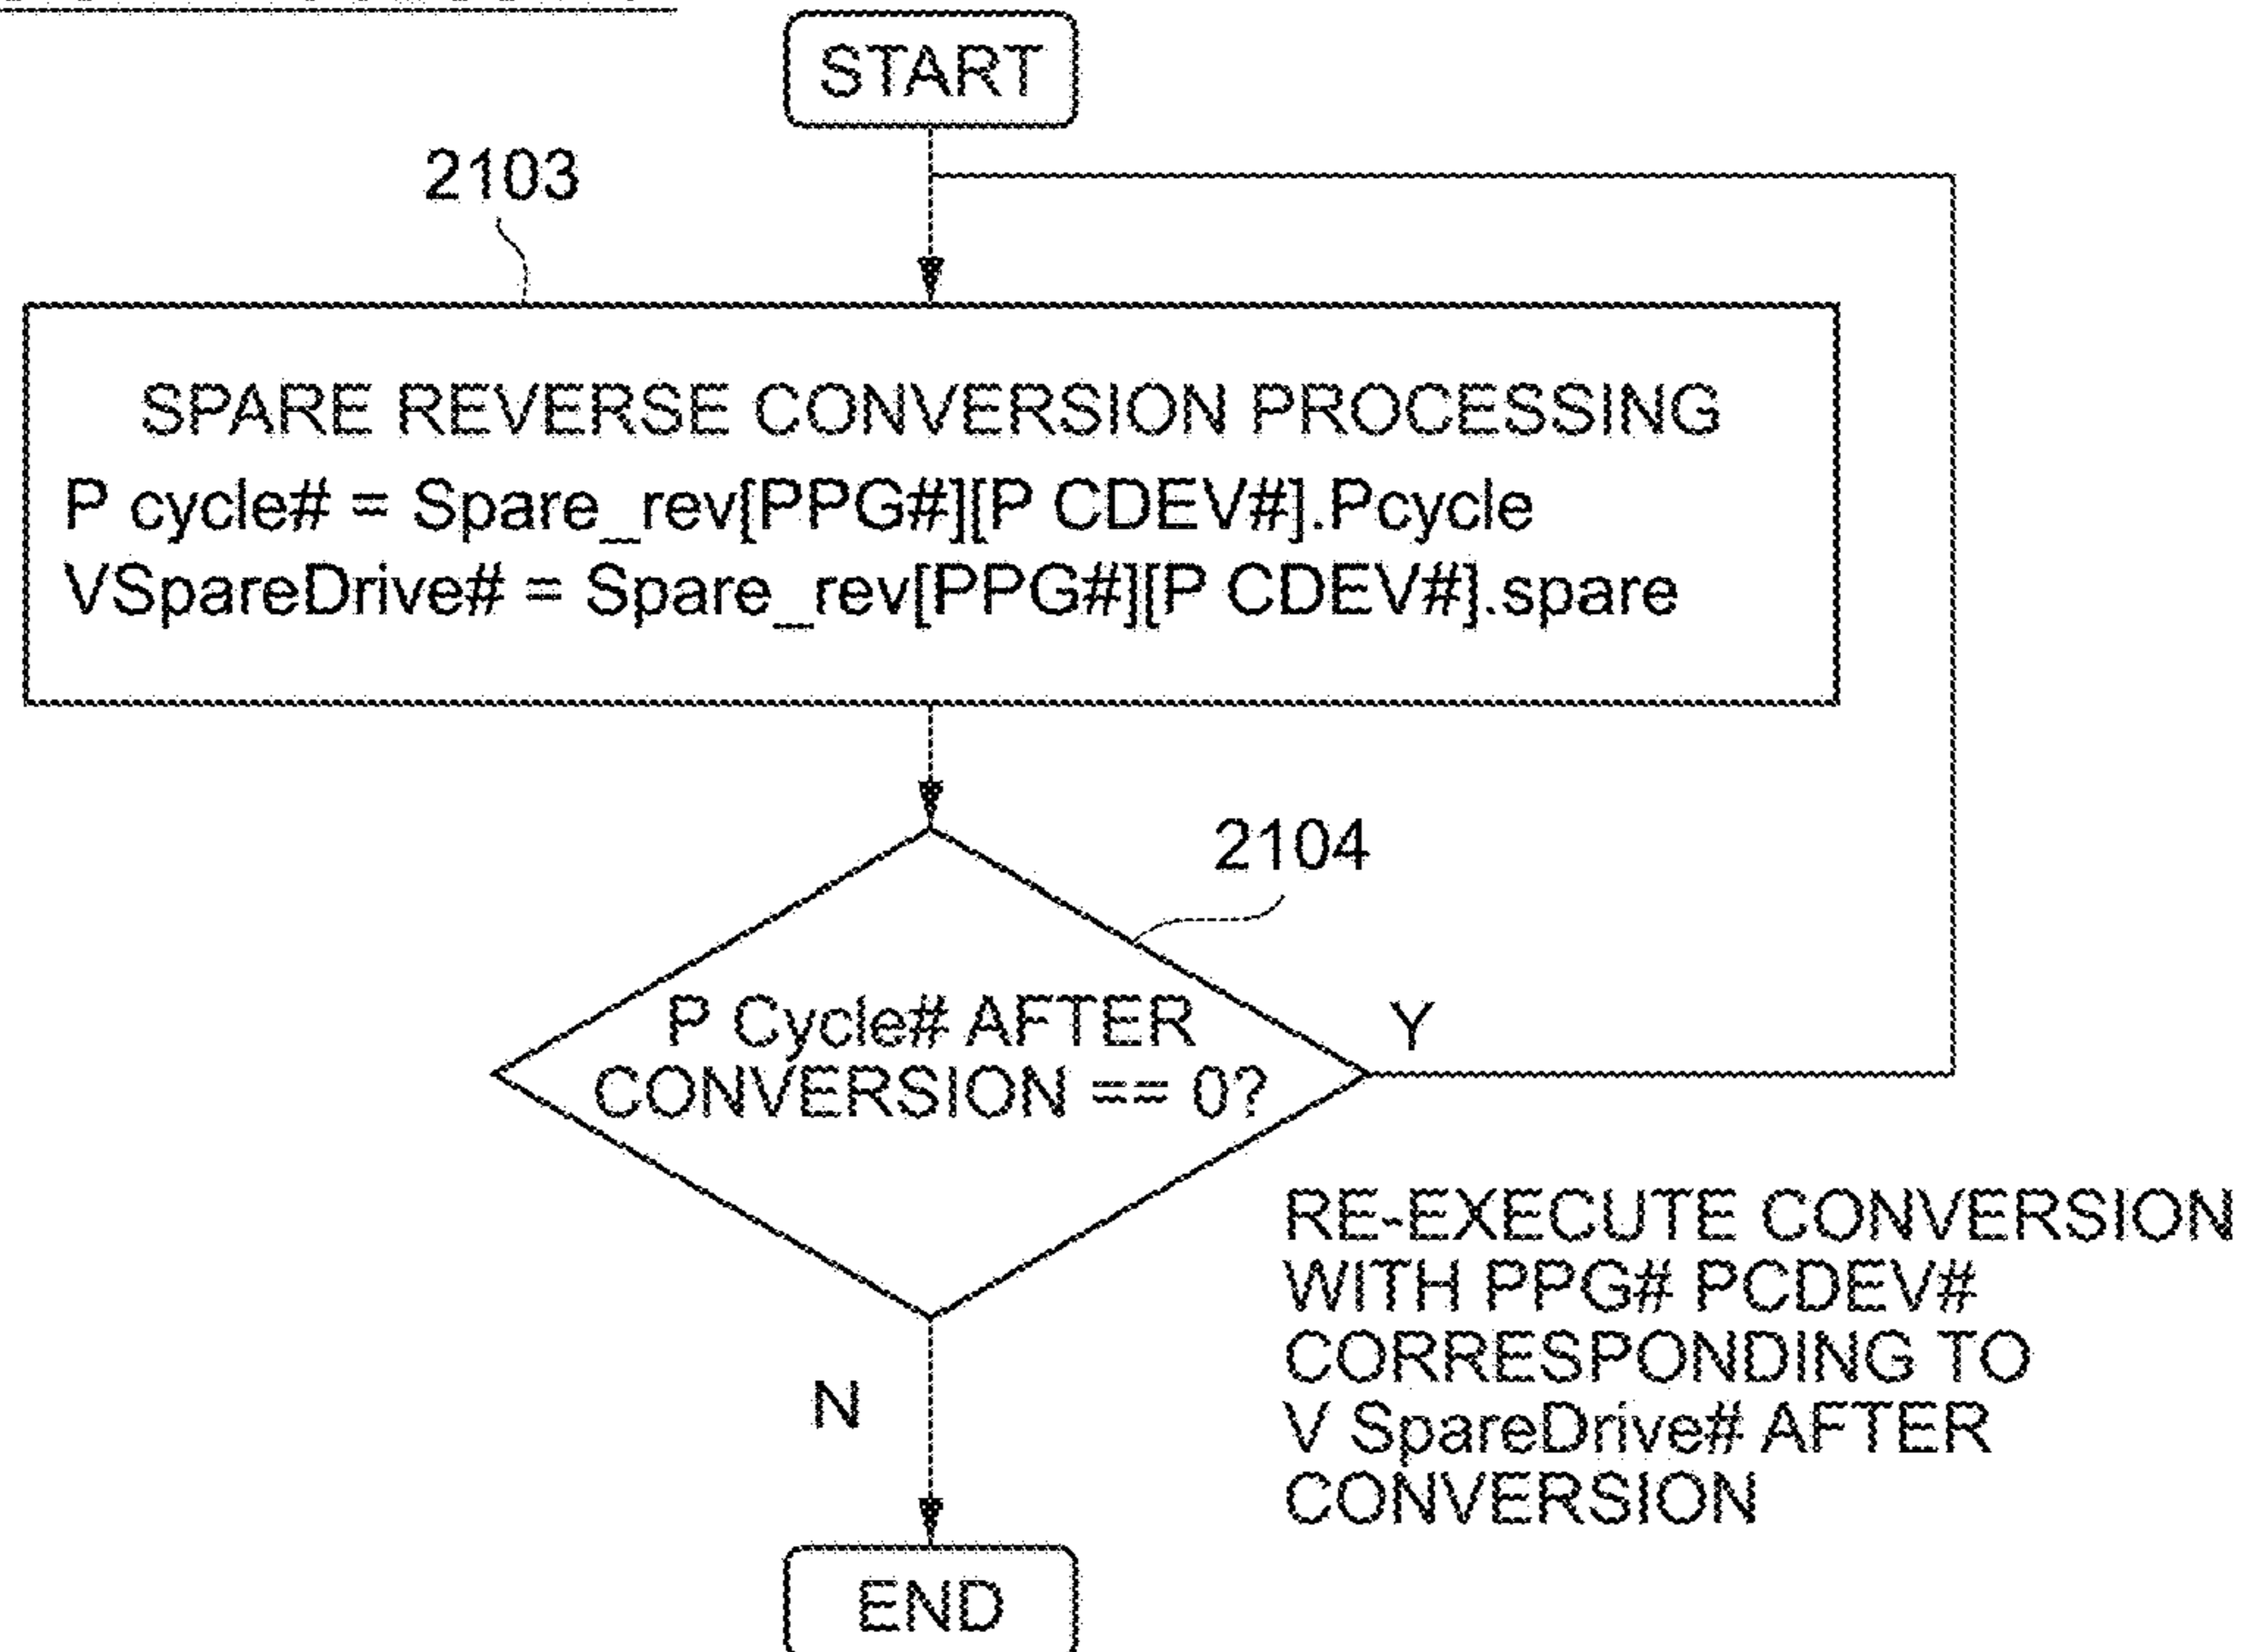 START
2103
SPARE REVERSE CONVERSION PROCESSING
P cycle# = Spare_rev[PPG#][P CDEV#].Pcycle
VSpareDrive# = Spare_rev[PPG#][P CDEV#].spare
2104
P Cycle# AFTER
CONVERSION == 0?
Y
RE-EXECUTE CONVERSION
WITH PPG# PCDEV#
CORRESPONDING TO
V SpareDrive# AFTER
CONVERSION
N
END